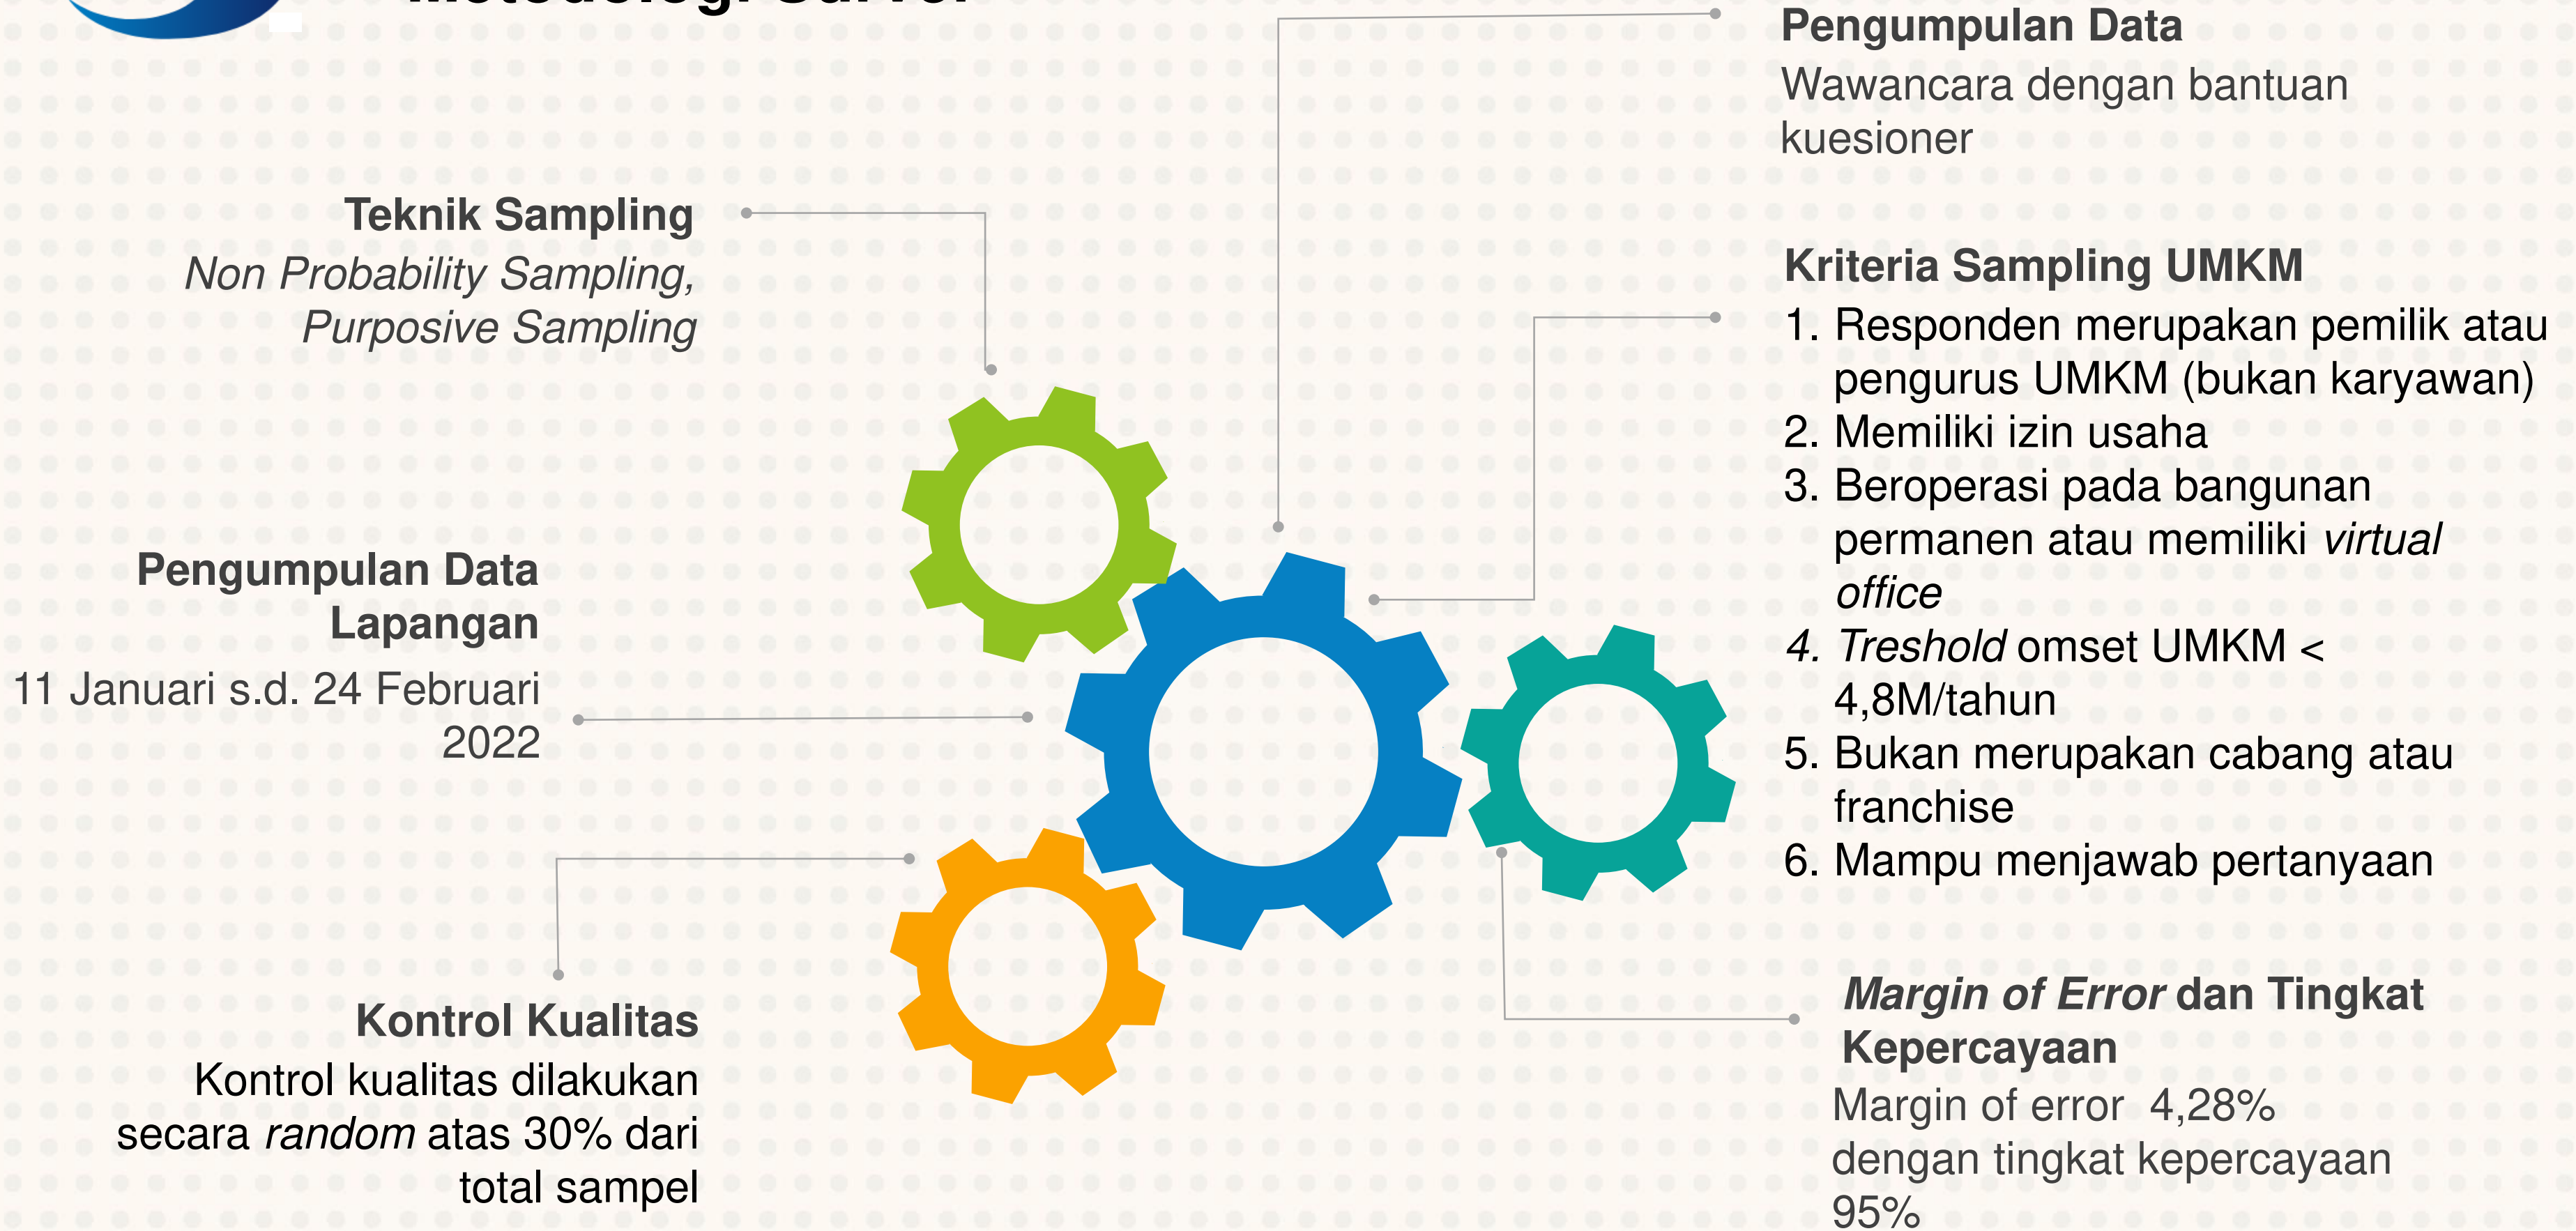 Pengumpulan Data
Wawancara dengan bantuan
kuesioner
Teknik Sampling
Non Probability Sampling,
Purposive Sampling
Kriteria Sampling UMKM
1. Responden merupakan pemilik atau
pengurus UMKM (bukan karyawan)
2. Memiliki izin usaha
3. Beroperasi pada bangunan
permanen atau memiliki virtual
office
4. Treshold omset UMKM <
4,8M/tahun
5. Bukan merupakan cabang atau
franchise
6. Mampu menjawab pertanyaan
Pengumpulan Data
Lapangan
11 Januari s.d. 24 Februari
2022
Kontrol Kualitas
Kontrol kualitas dilakukan
secara random atas 30% dari
total sampel
Margin of Error dan Tingkat
Kepercayaan
Margin of error  4,28%
dengan tingkat kepercayaan
95%